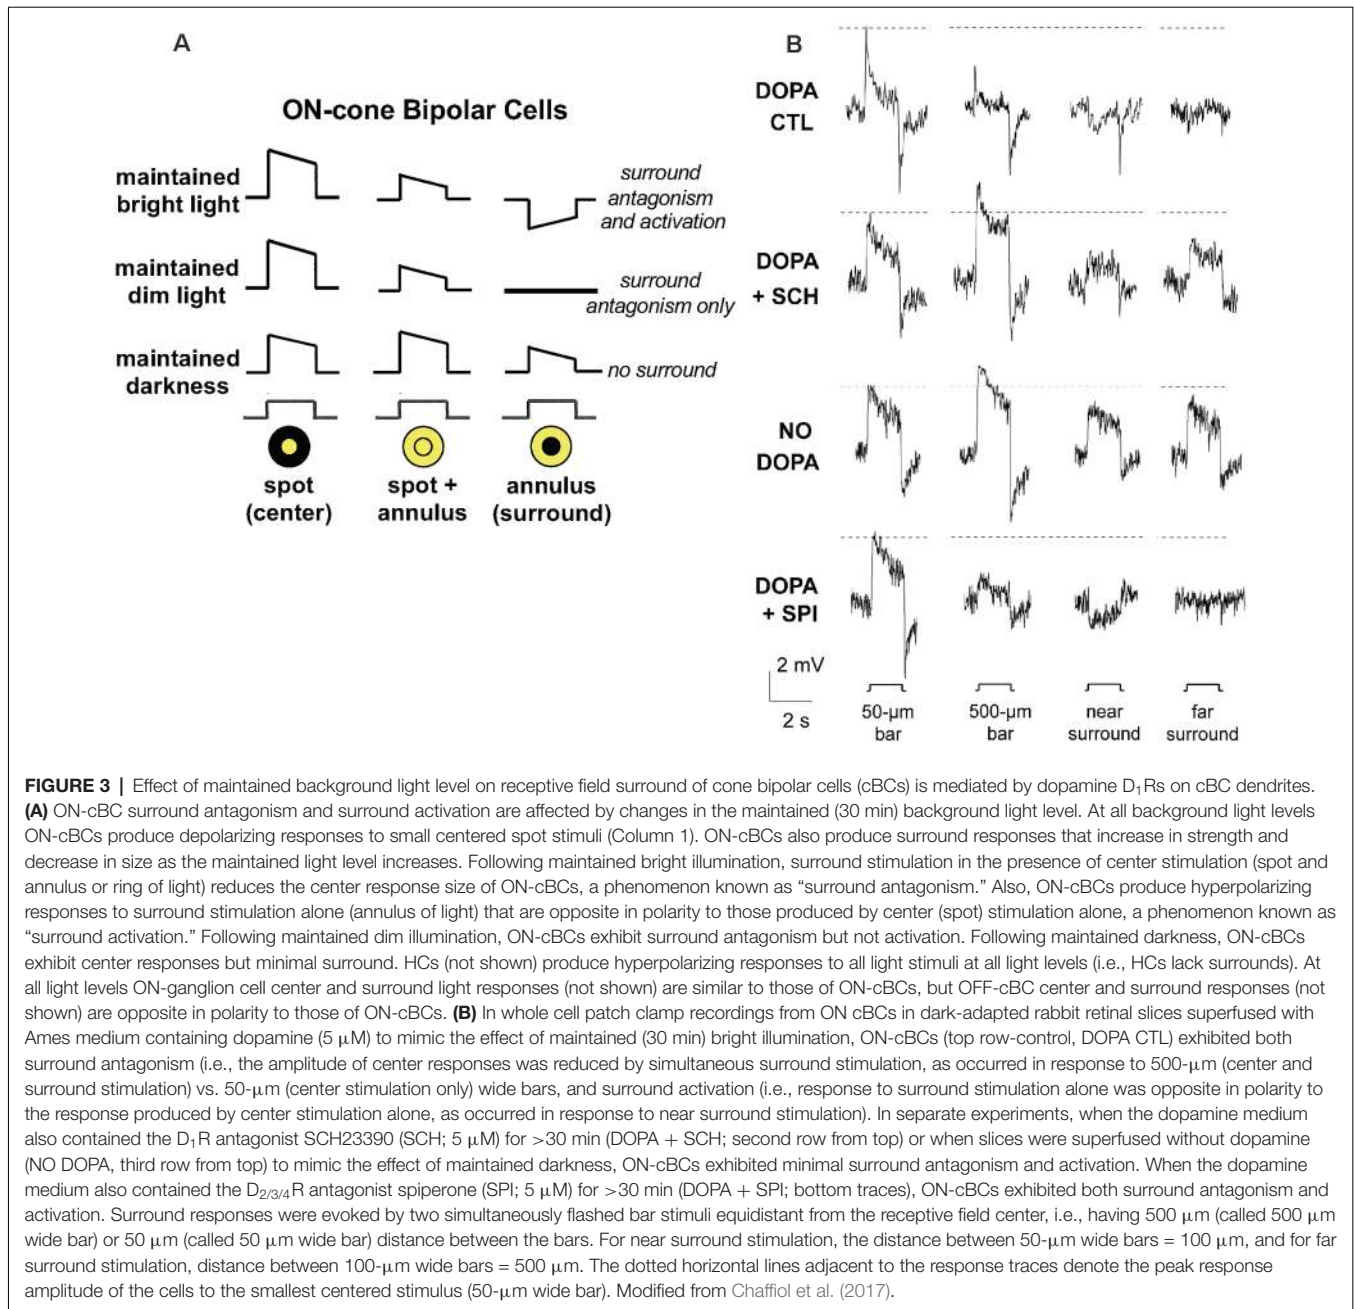 A
ON-cone Bipolar Cells
maintained
bright light
surround
antagonism
and activation
maintained
dim light
surround
antagonism only
maintained
darkness
no surround
spot
(center)
spot +
annulus
annulus
(surround)
B
DOPA
CTL
DOPA
+ SCH
NO
DOPA
DOPA
+ SPI
2 mV
2 s
50-µm
bar
500-µm
bar
near
surround
far
surround
FIGURE 3 | Effect of maintained background light level on receptive field surround of cone bipolar cells (cBCs) is mediated by dopamine D₁Rs on cBC dendrites.
(A) ON-cBC surround antagonism and surround activation are affected by changes in the maintained (30 min) background light level. At all background light levels
ON-cBCs produce depolarizing responses to small centered spot stimuli (Column 1). ON-cBCs also produce surround responses that increase in strength and
decrease in size as the maintained light level increases. Following maintained bright illumination, surround stimulation in the presence of center stimulation (spot and
annulus or ring of light) reduces the center response size of ON-cBCs, a phenomenon known as “surround antagonism.” Also, ON-cBCs produce hyperpolarizing
responses to surround stimulation alone (annulus of light) that are opposite in polarity to those produced by center (spot) stimulation alone, a phenomenon known as
“surround activation.” Following maintained dim illumination, ON-cBCs exhibit surround antagonism but not activation. Following maintained darkness, ON-cBCs
exhibit center responses but minimal surround. HCs (not shown) produce hyperpolarizing responses to all light stimuli at all light levels (i.e., HCs lack surrounds). At
all light levels ON-ganglion cell center and surround light responses (not shown) are similar to those of ON-cBCs, but OFF-cBC center and surround responses (not
shown) are opposite in polarity to those of ON-cBCs. (B) In whole cell patch clamp recordings from ON cBCs in dark-adapted rabbit retinal slices superfused with
Ames medium containing dopamine (5 µM) to mimic the effect of maintained (30 min) bright illumination, ON-cBCs (top row-control, DOPA CTL) exhibited both
surround antagonism (i.e., the amplitude of center responses was reduced by simultaneous surround stimulation, as occurred in response to 500-µm (center and
surround stimulation) vs. 50-µm (center stimulation only) wide bars, and surround activation (i.e., response to surround stimulation alone was opposite in polarity to
the response produced by center stimulation alone, as occurred in response to near surround stimulation). In separate experiments, when the dopamine medium
also contained the D₁R antagonist SCH23390 (SCH; 5 µM) for >30 min (DOPA + SCH; second row from top) or when slices were superfused without dopamine
(NO DOPA, third row from top) to mimic the effect of maintained darkness, ON-cBCs exhibited minimal surround antagonism and activation. When the dopamine
medium also contained the D₂/₃/₄R antagonist spiperone (SPI; 5 µM) for >30 min (DOPA + SPI; bottom traces), ON-cBCs exhibited both surround antagonism and
activation. Surround responses were evoked by two simultaneously flashed bar stimuli equidistant from the receptive field center, i.e., having 500 µm (called 500 µm
wide bar) or 50 µm (called 50 µm wide bar) distance between the bars. For near surround stimulation, the distance between 50-µm wide bars = 100 µm, and for far
surround stimulation, distance between 100-µm wide bars = 500 µm. The dotted horizontal lines adjacent to the response traces denote the peak response
amplitude of the cells to the smallest centered stimulus (50-µm wide bar). Modified from Chaffiol et al. (2017).